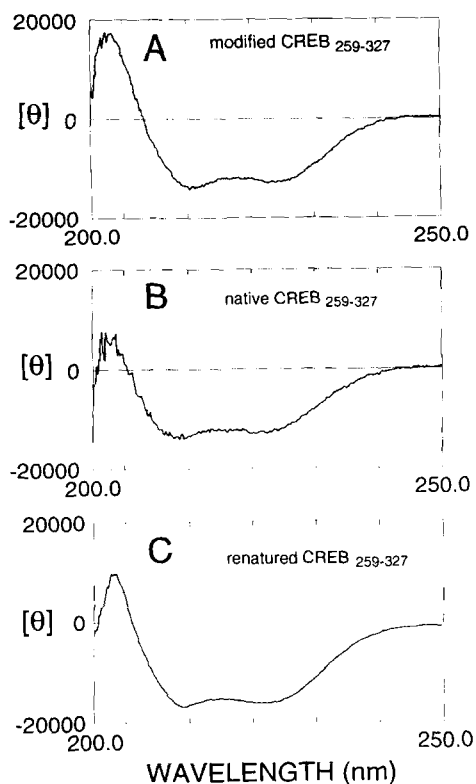 20000
A
modified CREB 259-327
[θ]
0
-20000
200.0
250.0
20000
B
native CREB 259-327
[θ]
0
-20000
200.0
250.0
20000
C
renatured CREB 259-327
[θ]
0
-20000
200.0
250.0
WAVELENGTH (nm)